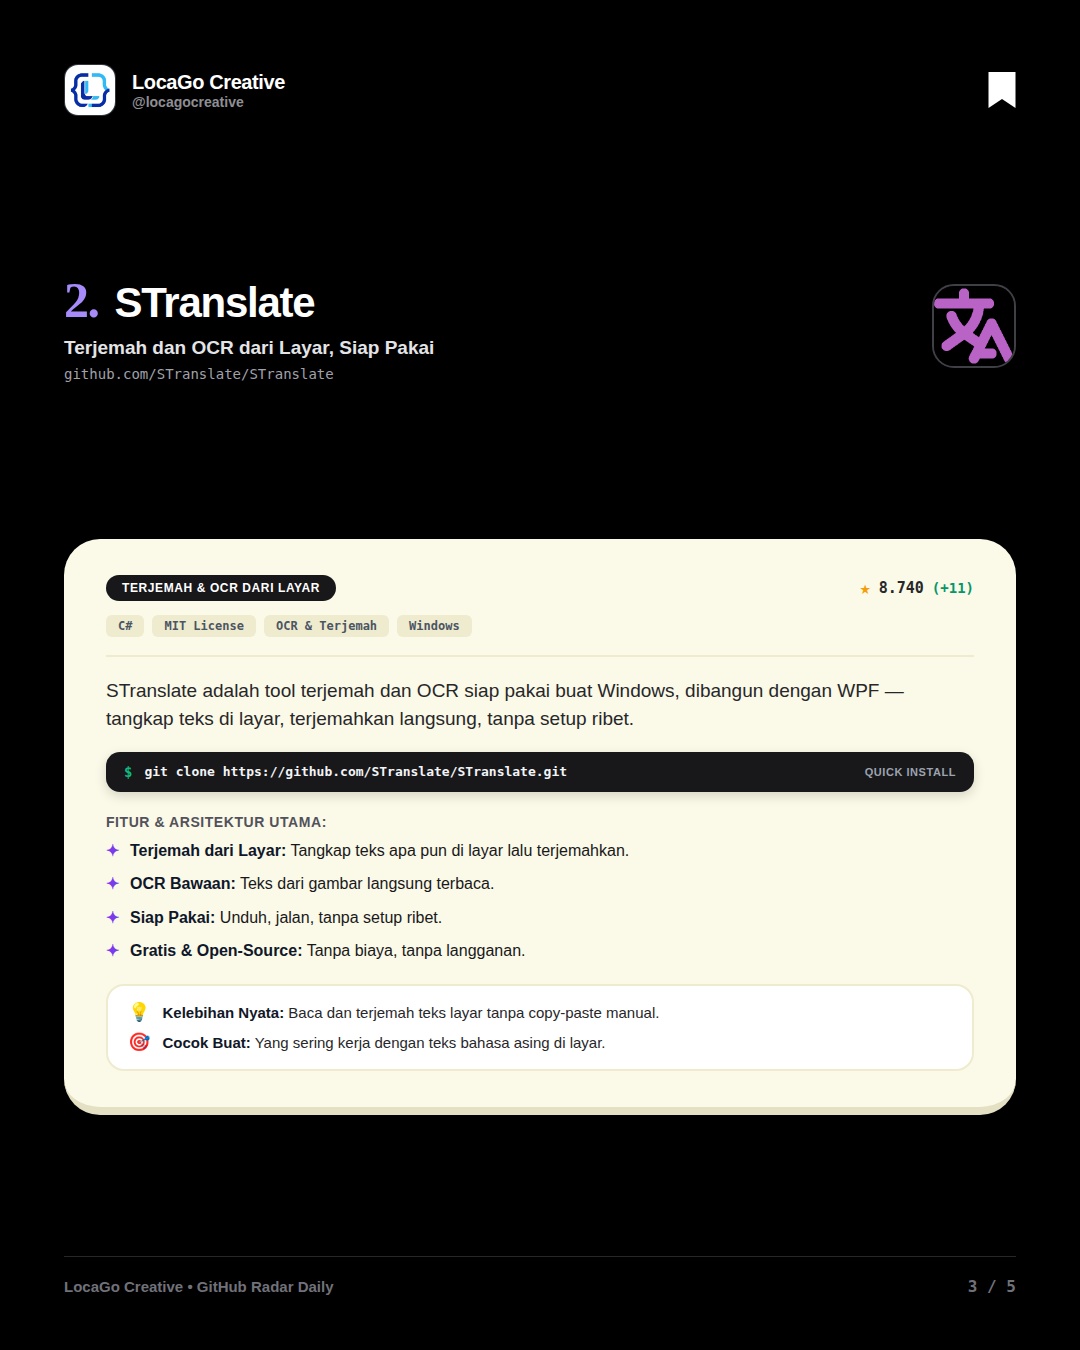 LocaGo Creative
@locagocreative
2. STranslate
Terjemah dan OCR dari Layar, Siap Pakai
github.com/STranslate/STranslate
文A
TERJEMAH & OCR DARI LAYAR
★ 8.740 (+11)
C# MIT License OCR & Terjemah Windows
STranslate adalah tool terjemah dan OCR siap pakai buat Windows, dibangun dengan WPF —
tangkap teks di layar, terjemahkan langsung, tanpa setup ribet.
$ git clone https://github.com/STranslate/STranslate.git QUICK INSTALL
FITUR & ARSITEKTUR UTAMA:
✦ Terjemah dari Layar: Tangkap teks apa pun di layar lalu terjemahkan.
✦ OCR Bawaan: Teks dari gambar langsung terbaca.
✦ Siap Pakai: Unduh, jalan, tanpa setup ribet.
✦ Gratis & Open-Source: Tanpa biaya, tanpa langganan.
💡 Kelebihan Nyata: Baca dan terjemah teks layar tanpa copy-paste manual.
🎯 Cocok Buat: Yang sering kerja dengan teks bahasa asing di layar.
LocaGo Creative • GitHub Radar Daily
3 / 5